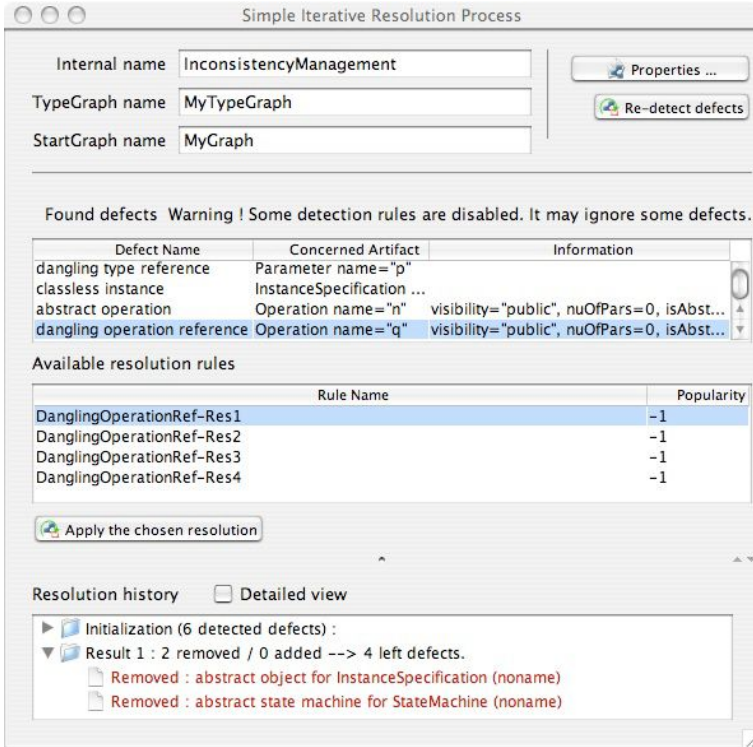 Simple Iterative Resolution Process
Internal name InconsistencyManagement
Properties ...
TypeGraph name MyTypeGraph
Re-detect defects
StartGraph name MyGraph
Found defects Warning ! Some detection rules are disabled. It may ignore some defects.
Defect Name Concerned Artifact Information
dangling type reference Parameter name="p"
classless instance InstanceSpecification ...
abstract operation Operation name="n" visibility="public", nuOfPars=0, isAbst...
dangling operation reference Operation name="q" visibility="public", nuOfPars=0, isAbst...
Available resolution rules
Rule Name Popularity
DanglingOperationRef-Res1 -1
DanglingOperationRef-Res2 -1
DanglingOperationRef-Res3 -1
DanglingOperationRef-Res4 -1
Apply the chosen resolution
Resolution history Detailed view
Initialization (6 detected defects) :
Result 1 : 2 removed / 0 added --> 4 left defects.
Removed : abstract object for InstanceSpecification (noname)
Removed : abstract state machine for StateMachine (noname)